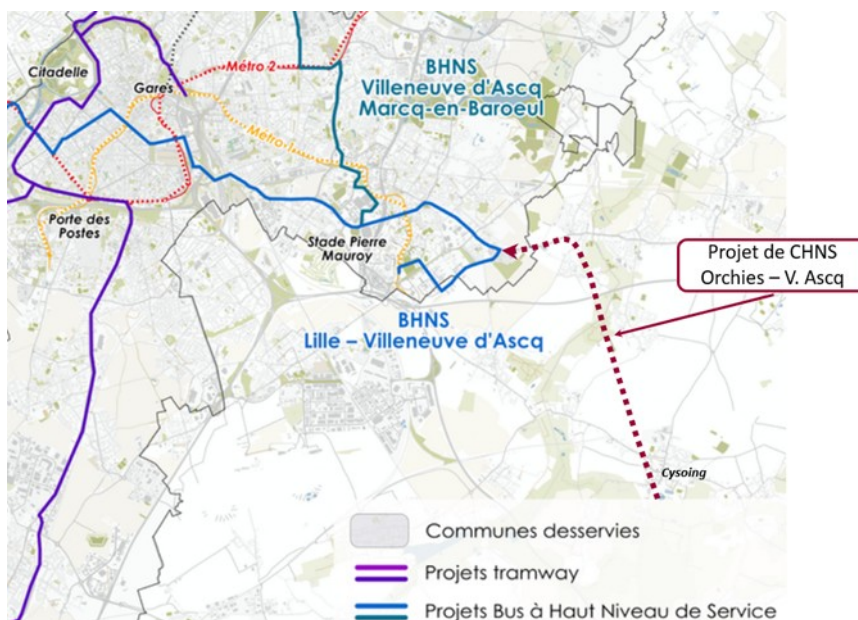 Citadelle
Gares
Métro 2
BHNS
Villeneuve d'Ascq
Marcq-en-Baroeul
Métro 1
Porte des
Postes
Stade Pierre
Mauroy
Projet de CHNS
Orchies – V. Ascq
BHNS
Lille – Villeneuve d'Ascq
Cysoing
Communes desservies
Projets tramway
Projets Bus à Haut Niveau de Service